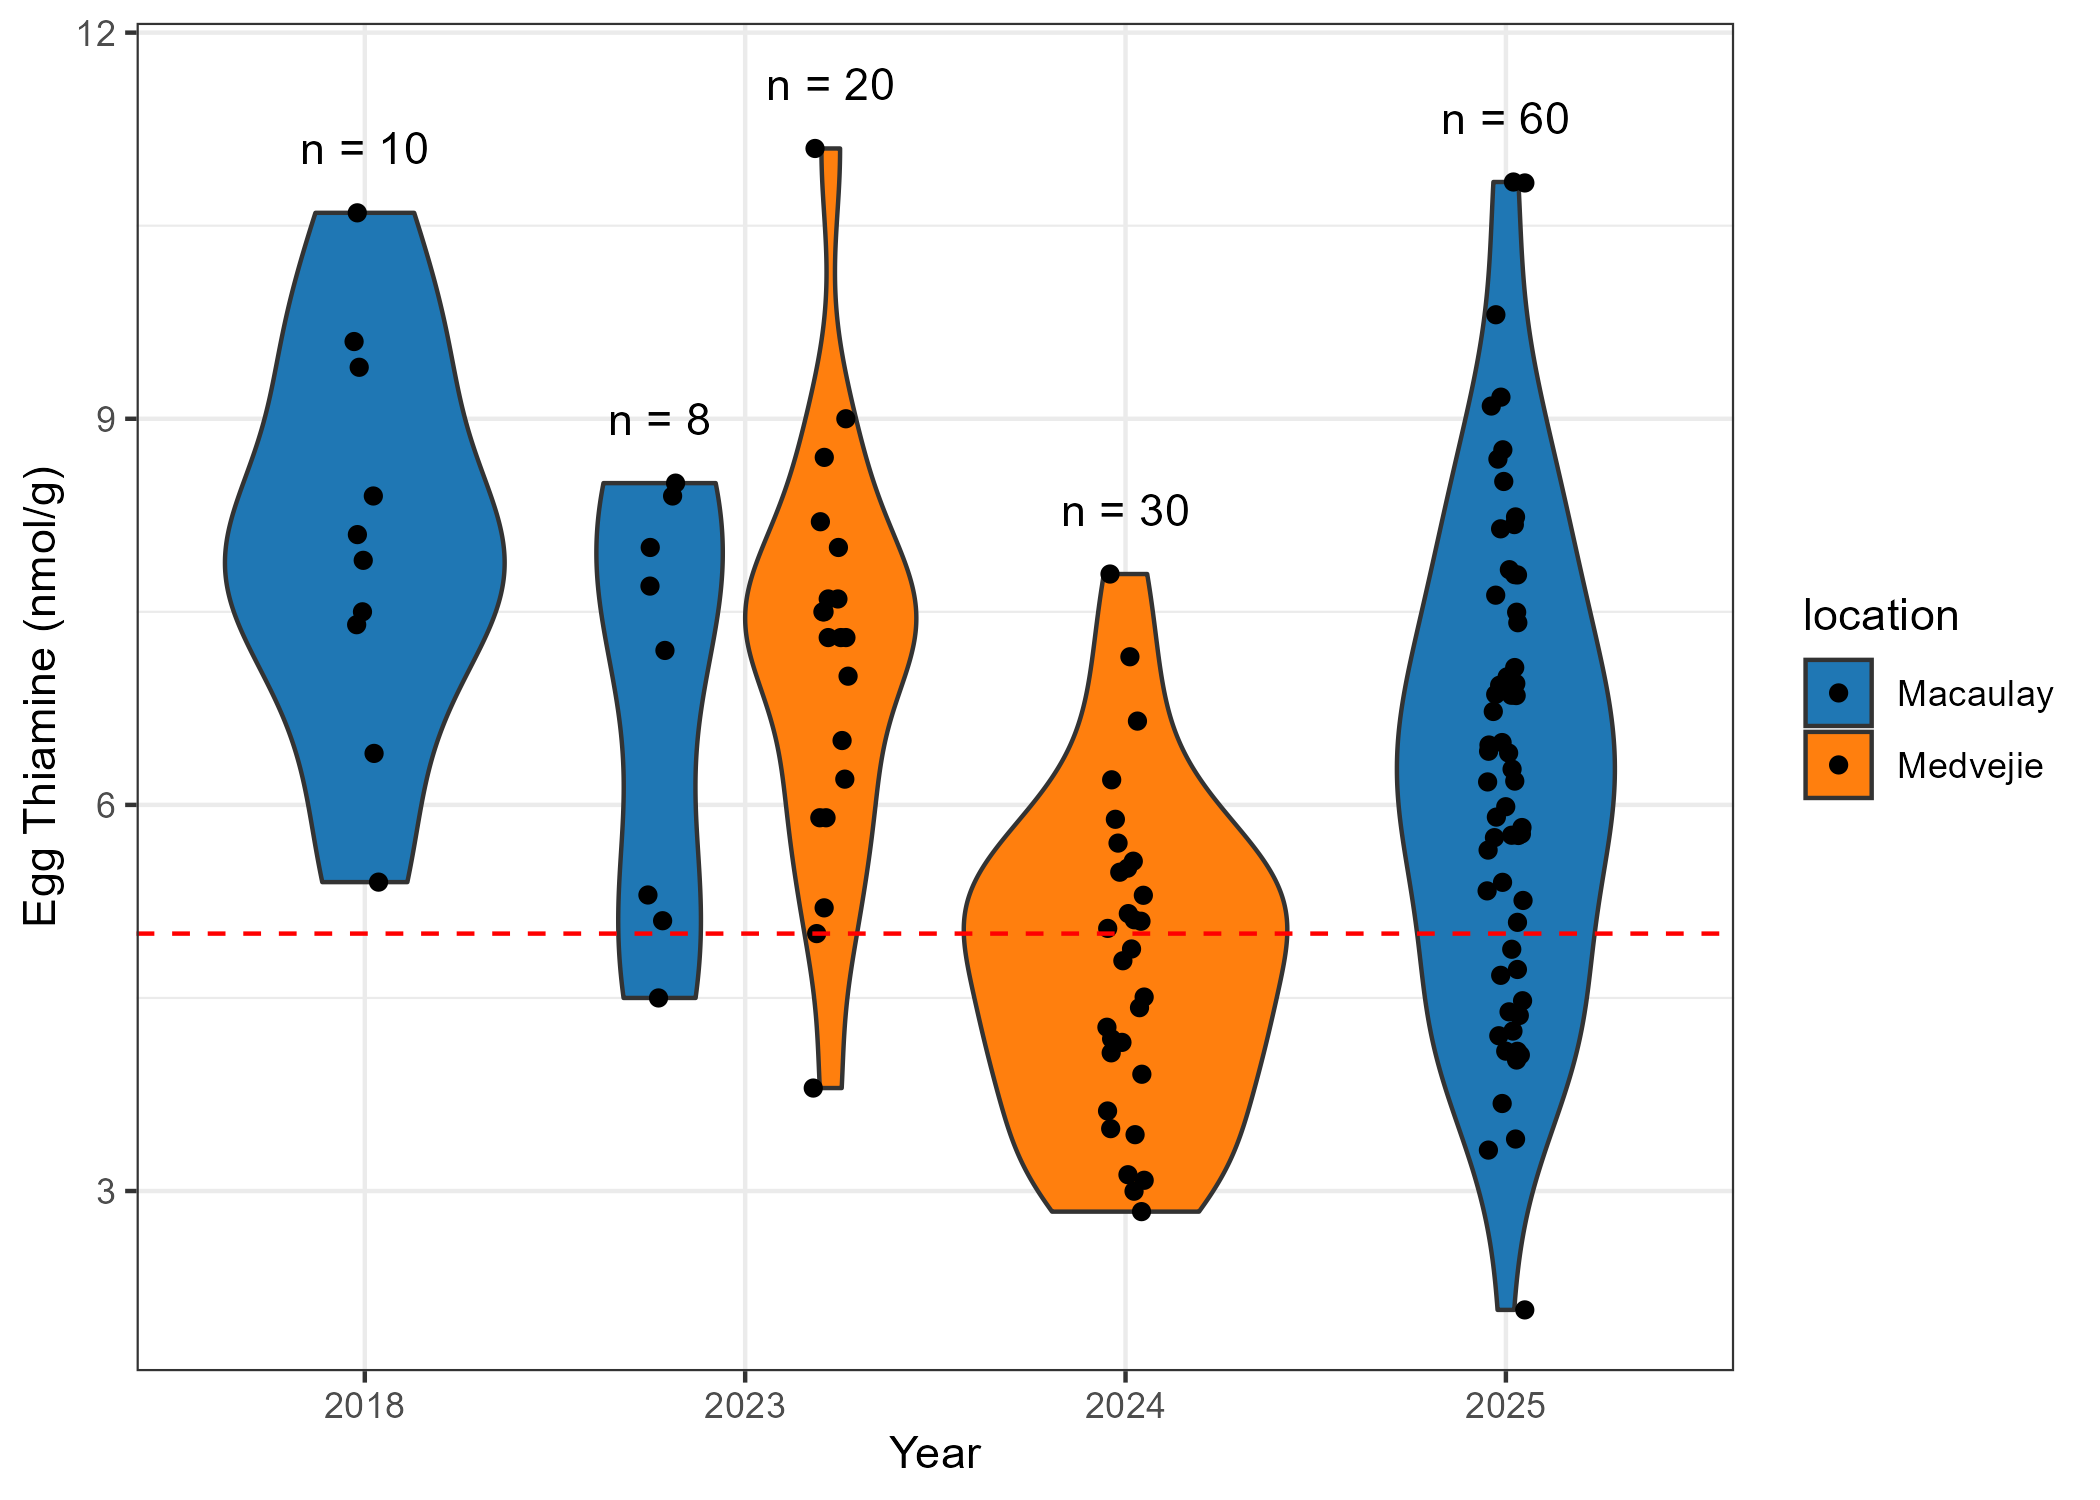 12
n = 20
n = 60
n = 10
9
n = 8
n = 30
6
3
Egg Thiamine (nmol/g)
2018
2023
2024
2025
Year
location
Macaulay
Medvejie